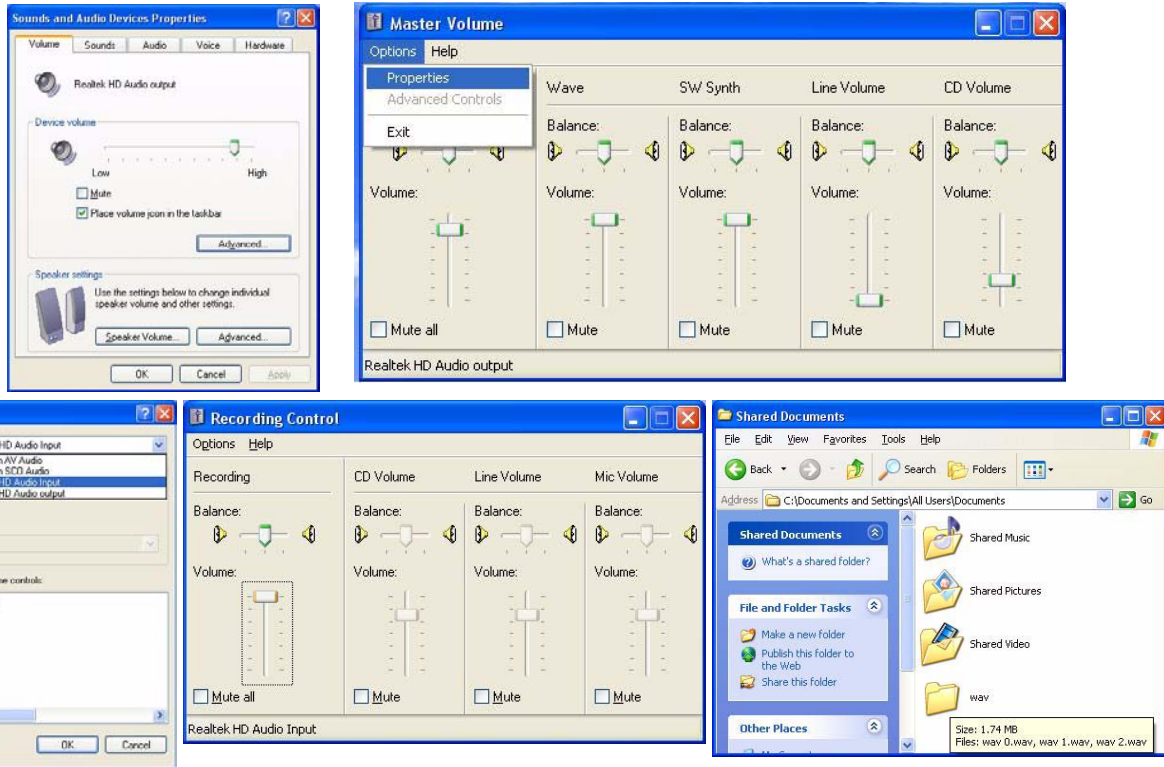 Sounds and Audio Devices Properties
Volume Sounds Audio Voice Hardware
Realtek HD Audio output
Device volume
Low High
Mute
Place volume icon in the taskbar
Advanced...
Speaker settings
Use the settings below to change individual
speaker volume and other settings.
Speaker Volume... Advanced...
OK Cancel Apply
Master Volume
Options Help
Properties
Advanced Controls
Exit
Wave SW Synth Line Volume CD Volume
Balance: Balance: Balance: Balance:
Volume: Volume: Volume: Volume: Volume:
Mute all Mute Mute Mute Mute
Realtek HD Audio output
HD Audio Input
AV Audio
SCO Audio
HD Audio Input
HD Audio output
controls:
OK Cancel
Recording Control
Options Help
Recording CD Volume Line Volume Mic Volume
Balance: Balance: Balance: Balance:
Volume: Volume: Volume: Volume:
Mute all Mute Mute Mute
Realtek HD Audio Input
Shared Documents
File Edit View Favorites Tools Help
Back Search Folders
Address C:\Documents and Settings\All Users\Documents Go
Shared Documents
What's a shared folder?
File and Folder Tasks
Make a new folder
Publish this folder to
the Web
Share this folder
Other Places
Shared Music
Shared Pictures
Shared Video
wav
Size: 1.74 MB
Files: wav 0.wav, wav 1.wav, wav 2.wav